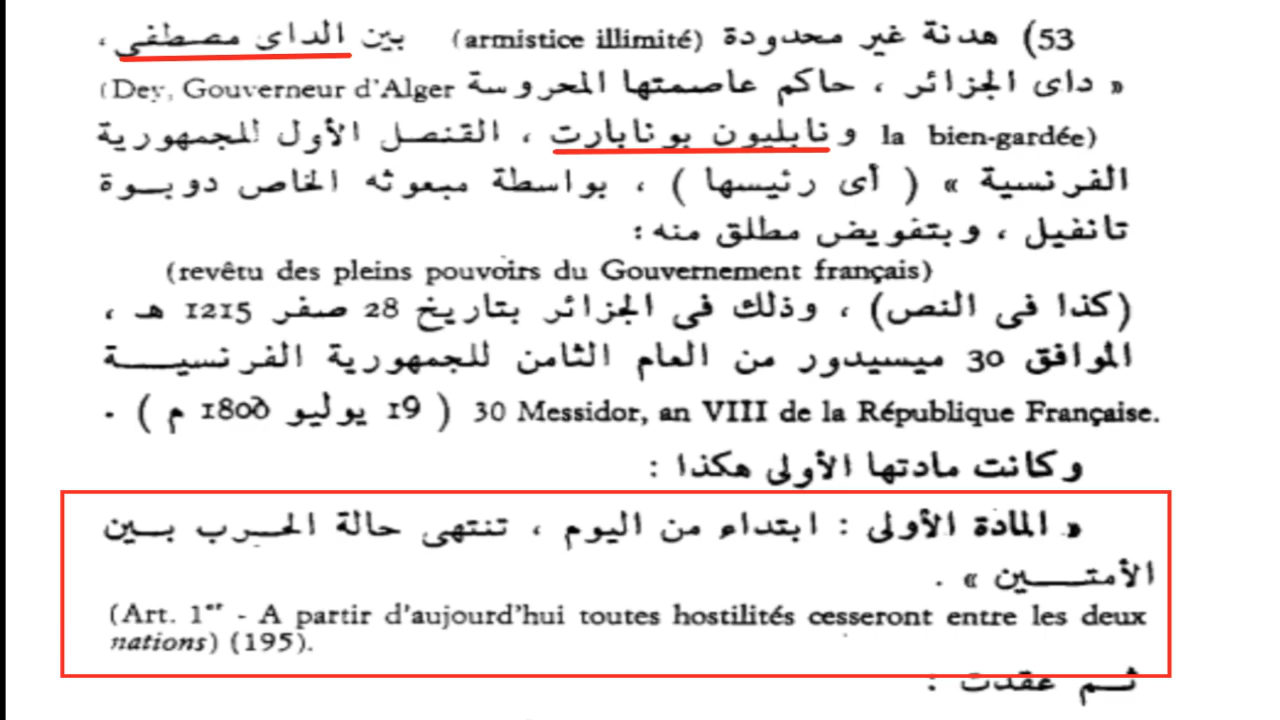 53) هدنة غير محدودة (armistice illimité) بين الداى مصطفى ،
« داى الجزائر ، حاكم عاصمتها المحروسة (Dey, Gouverneur d'Alger
la bien-gardée) و نابليون بونابارت ، القنصل الأول للجمهورية
الفرنسية » ( أى رئيسها ) ، بواسطة مبعوثه الخاص دوبوة
تانفيل ، وبتفويض مطلق منه :
(revêtu des pleins pouvoirs du Gouvernement français)
(كذا فى النص) ، وذلك فى الجزائر بتاريخ 28 صفر 1215 هـ ،
الموافق 30 ميسيدور من العام الثامن للجمهورية الفرنسيـة
30 Messidor, an VIII de la République Française. ( 19 يوليو 1800 م ) .
وكانت مادتها الأولى هكذا :
« المادة الأولى : ابتداء من اليوم ، تنتهى حالة الحرب بـين
الأمتـين » .
(Art. 1er - A partir d'aujourd'hui toutes hostilités cesseront entre les deux
nations) (195).
ثـم عقدت :